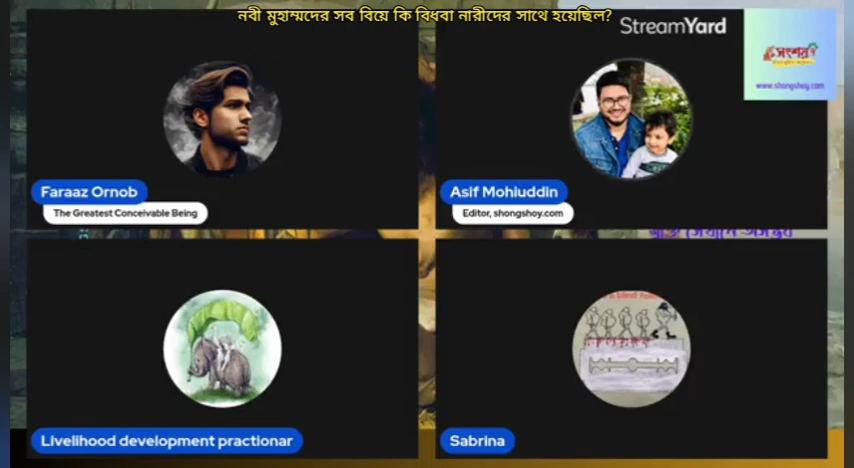 নবী মুহাম্মদের সব বিয়ে কি বিধবা নারীদের সাথে হয়েছিল?
StreamYard
সংশয়
www.shongshoy.com
Faraaz Ornob
The Greatest Conceivable Being
Asif Mohiuddin
Editor, shongshoy.com
Livelihood development practionar
Sabrina